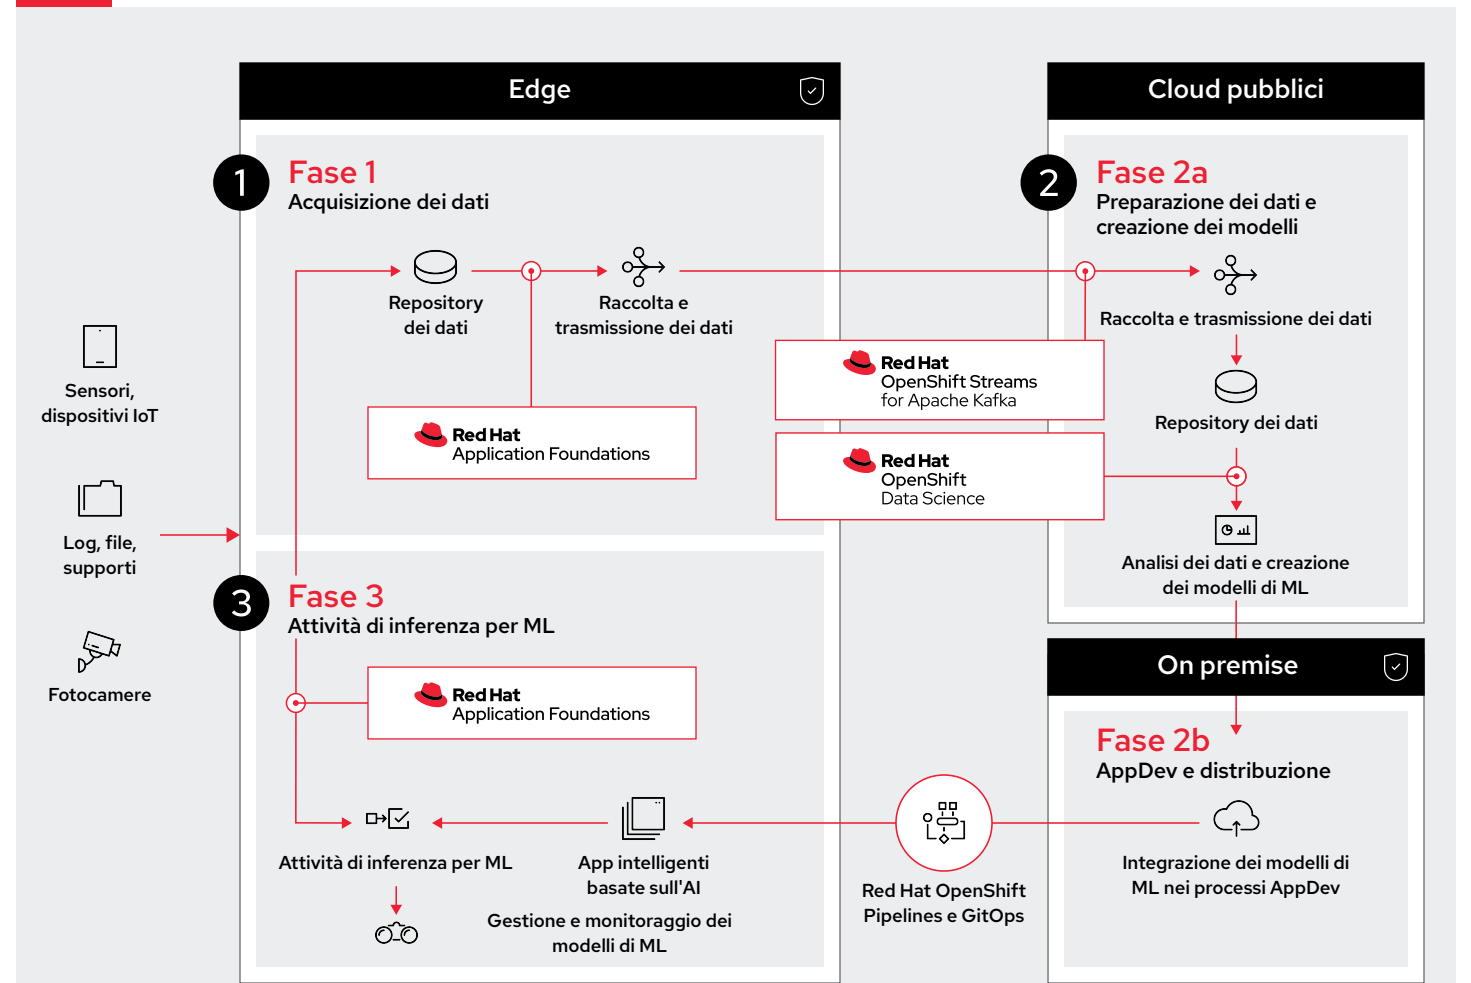 Edge
Cloud pubblici
1
Fase 1
Acquisizione dei dati
2
Fase 2a
Preparazione dei dati e
creazione dei modelli
Repository
dei dati
Raccolta e
trasmissione dei dati
Raccolta e trasmissione dei dati
Sensori,
dispositivi IoT
Red Hat
OpenShift Streams
for Apache Kafka
Repository dei dati
Red Hat
Application Foundations
Red Hat
OpenShift
Data Science
Log, file,
supporti
Analisi dei dati e creazione
dei modelli di ML
3
Fase 3
Attività di inferenza per ML
On premise
Fotocamere
Red Hat
Application Foundations
Fase 2b
AppDev e distribuzione
Attività di inferenza per ML
App intelligenti
basate sull'AI
Red Hat OpenShift
Pipelines e GitOps
Integrazione dei modelli di
ML nei processi AppDev
Gestione e monitoraggio dei
modelli di ML